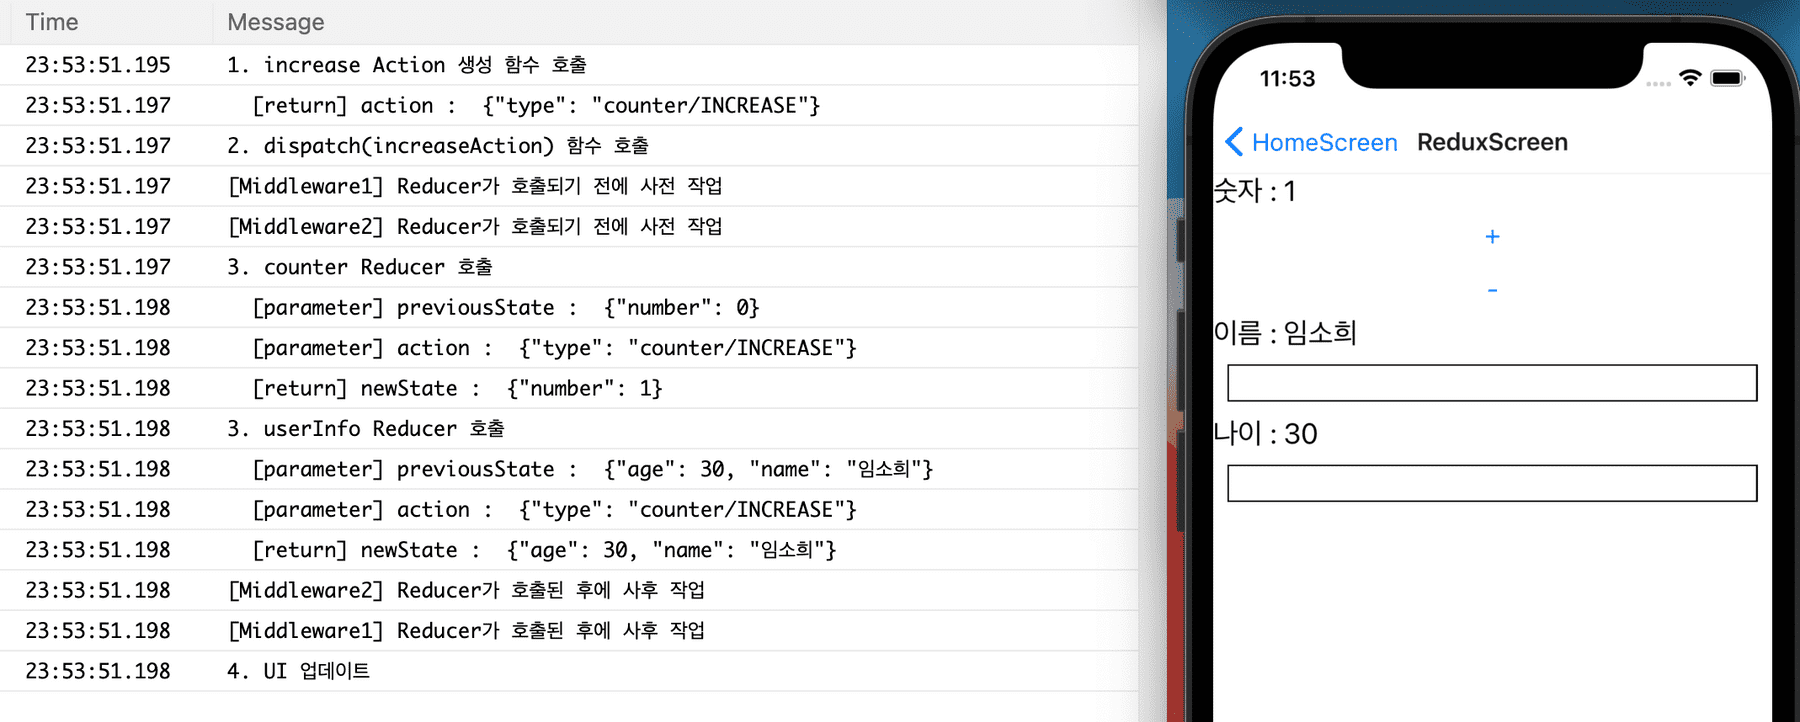 Time Message
23:53:51.195 1. increase Action 생성 함수 호출
23:53:51.197 [return] action : {"type": "counter/INCREASE"}
23:53:51.197 2. dispatch(increaseAction) 함수 호출
23:53:51.197 [Middleware1] Reducer가 호출되기 전에 사전 작업
23:53:51.197 [Middleware2] Reducer가 호출되기 전에 사전 작업
23:53:51.197 3. counter Reducer 호출
23:53:51.198 [parameter] previousState : {"number": 0}
23:53:51.198 [parameter] action : {"type": "counter/INCREASE"}
23:53:51.198 [return] newState : {"number": 1}
23:53:51.198 3. userInfo Reducer 호출
23:53:51.198 [parameter] previousState : {"age": 30, "name": "임소희"}
23:53:51.198 [parameter] action : {"type": "counter/INCREASE"}
23:53:51.198 [return] newState : {"age": 30, "name": "임소희"}
23:53:51.198 [Middleware2] Reducer가 호출된 후에 사후 작업
23:53:51.198 [Middleware1] Reducer가 호출된 후에 사후 작업
23:53:51.198 4. UI 업데이트
11:53
HomeScreen ReduxScreen
숫자 : 1
+
-
이름 : 임소희
나이 : 30